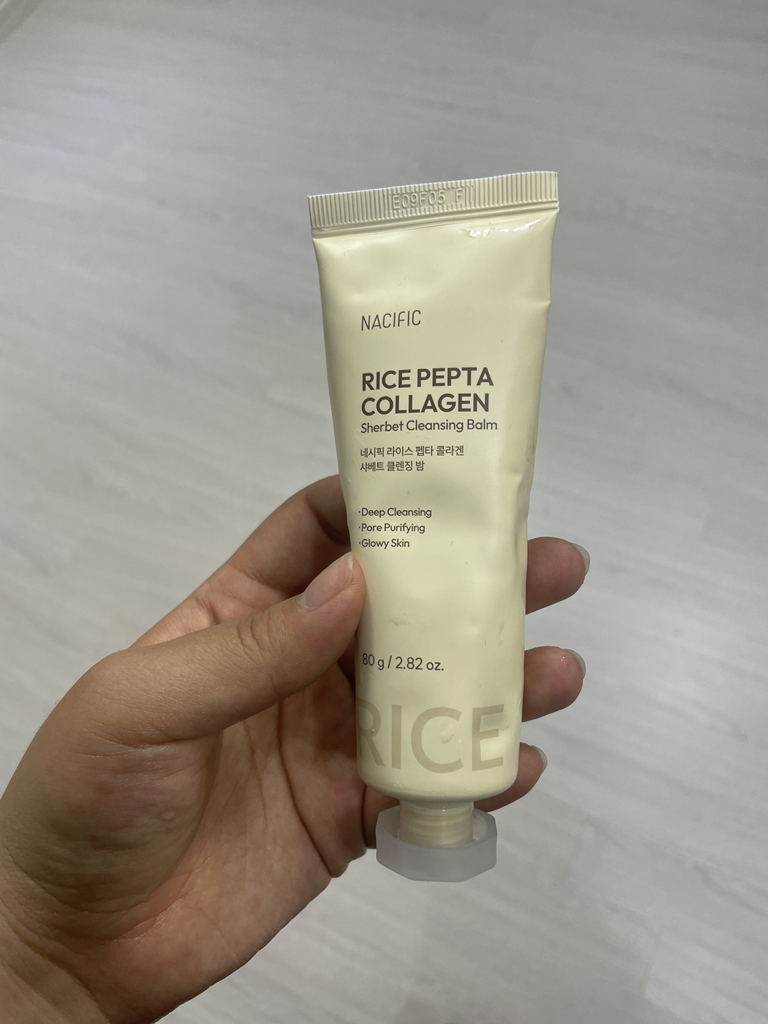 E09F05 F
NACIFIC
RICE PEPTA
COLLAGEN
Sherbet Cleansing Balm
네시픽 라이스 펩타 콜라겐
샤베트 클렌징 밤
·Deep Cleansing
·Pore Purifying
·Glowy Skin
80 g / 2.82 oz.
RICE